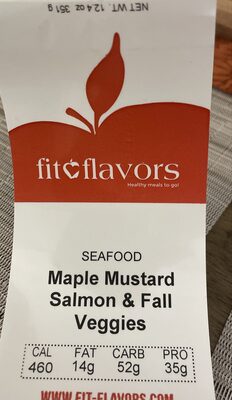 NET WT. 12.4 oz 351 g
fit flavors
Healthy meals to go!
SEAFOOD
Maple Mustard
Salmon & Fall
Veggies
CAL FAT CARB PRO
460 14g 52g 35g
WWW.FIT-FLAVORS.COM